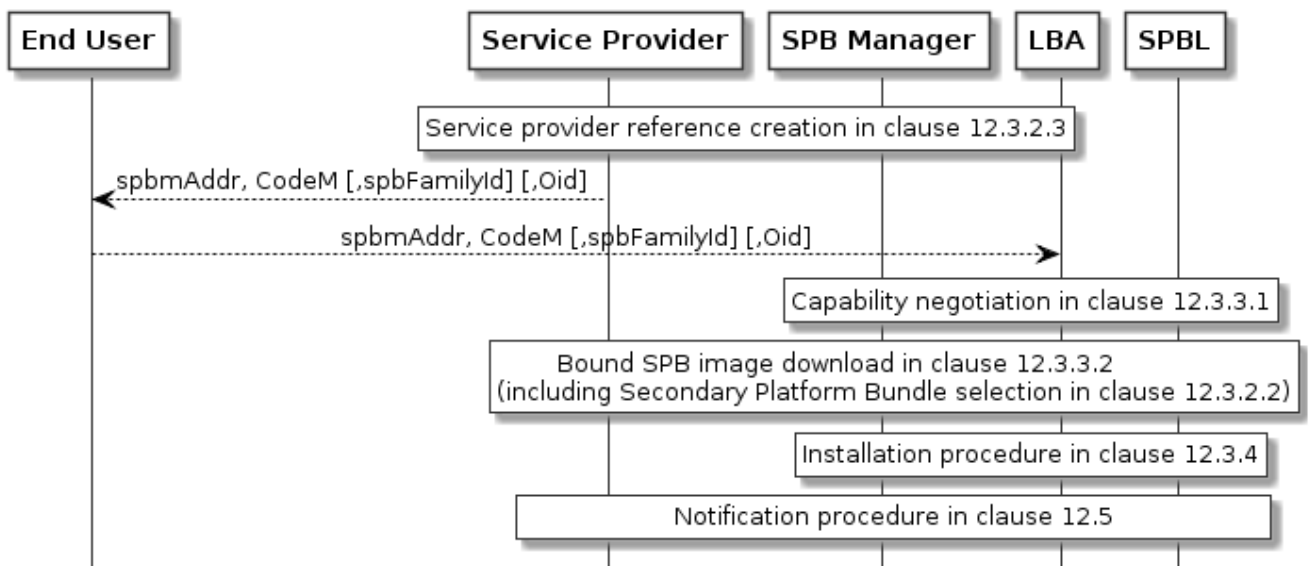 End User
Service Provider
SPB Manager
LBA
SPBL
Service provider reference creation in clause 12.3.2.3
spbmAddr, CodeM [,spbFamilyId] [,Oid]
spbmAddr, CodeM [,spbFamilyId] [,Oid]
Capability negotiation in clause 12.3.3.1
Bound SPB image download in clause 12.3.3.2
(including Secondary Platform Bundle selection in clause 12.3.2.2)
Installation procedure in clause 12.3.4
Notification procedure in clause 12.5